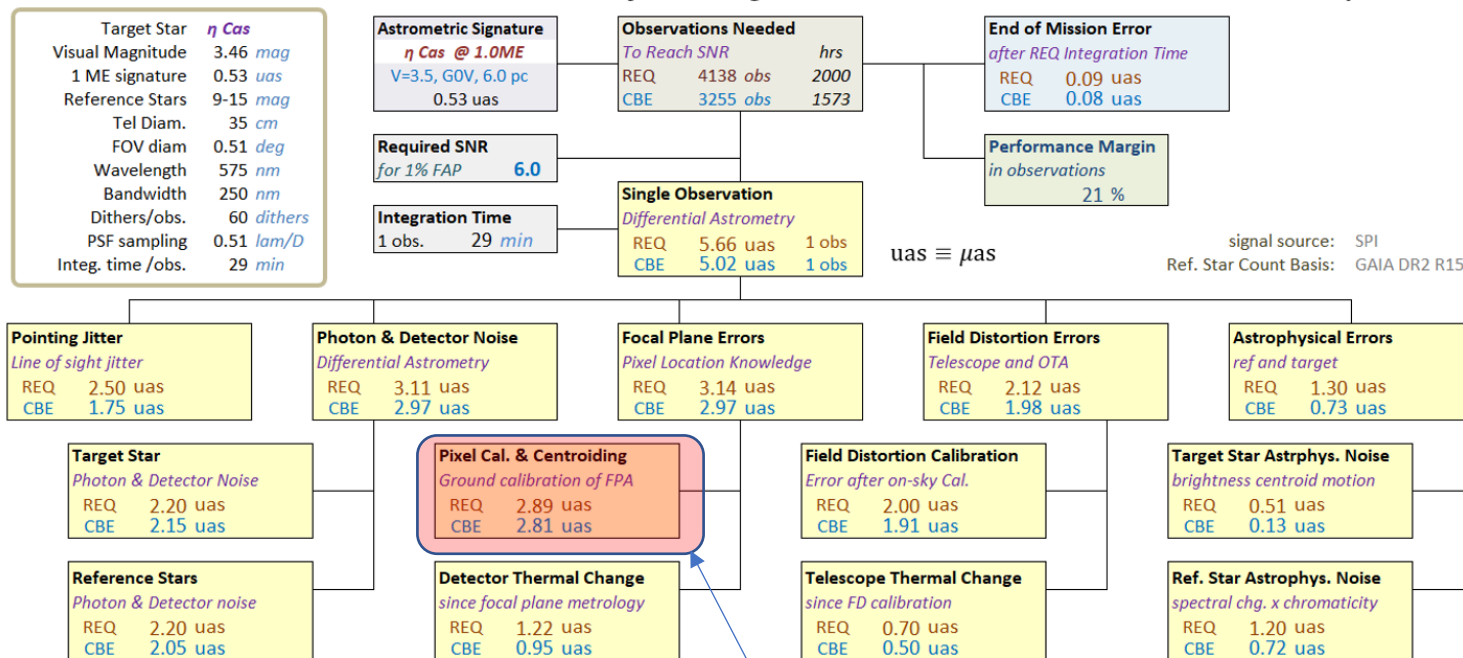 Target Star η Cas
Visual Magnitude 3.46 mag
1 ME signature 0.53 uas
Reference Stars 9-15 mag
Tel Diam. 35 cm
FOV diam 0.51 deg
Wavelength 575 nm
Bandwidth 250 nm
Dithers/obs. 60 dithers
PSF sampling 0.51 lam/D
Integ. time /obs. 29 min
Astrometric Signature
η Cas @ 1.0ME
V=3.5, G0V, 6.0 pc
0.53 uas
Observations Needed
To Reach SNR hrs
REQ 4138 obs 2000
CBE 3255 obs 1573
End of Mission Error
after REQ Integration Time
REQ 0.09 uas
CBE 0.08 uas
Required SNR
for 1% FAP 6.0
Performance Margin
in observations
21 %
Integration Time
1 obs. 29 min
Single Observation
Differential Astrometry
REQ 5.66 uas 1 obs
CBE 5.02 uas 1 obs
uas ≡ μas
signal source: SPI
Ref. Star Count Basis: GAIA DR2 R15
Pointing Jitter
Line of sight jitter
REQ 2.50 uas
CBE 1.75 uas
Photon & Detector Noise
Differential Astrometry
REQ 3.11 uas
CBE 2.97 uas
Focal Plane Errors
Pixel Location Knowledge
REQ 3.14 uas
CBE 2.97 uas
Field Distortion Errors
Telescope and OTA
REQ 2.12 uas
CBE 1.98 uas
Astrophysical Errors
ref and target
REQ 1.30 uas
CBE 0.73 uas
Target Star
Photon & Detector Noise
REQ 2.20 uas
CBE 2.15 uas
Pixel Cal. & Centroiding
Ground calibration of FPA
REQ 2.89 uas
CBE 2.81 uas
Field Distortion Calibration
Error after on-sky Cal.
REQ 2.00 uas
CBE 1.91 uas
Target Star Astrphys. Noise
brightness centroid motion
REQ 0.51 uas
CBE 0.13 uas
Reference Stars
Photon & Detector noise
REQ 2.20 uas
CBE 2.05 uas
Detector Thermal Change
since focal plane metrology
REQ 1.22 uas
CBE 0.95 uas
Telescope Thermal Change
since FD calibration
REQ 0.70 uas
CBE 0.50 uas
Ref. Star Astrophys. Noise
spectral chg. x chromaticity
REQ 1.20 uas
CBE 0.72 uas